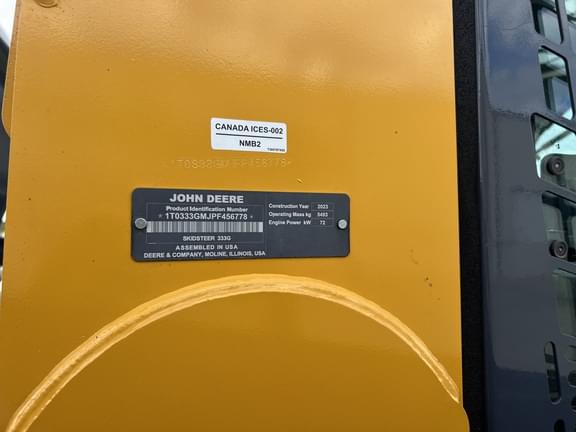 CANADA ICES-002
NMB2
JOHN DEERE
Product Identification Number
*1T0333GMJPF456778*
Construction Year 2023
Operating Mass kg 5493
Engine Power kW 72
SKIDSTEER 333G
ASSEMBLED IN USA
DEERE & COMPANY, MOLINE, ILLINOIS, USA